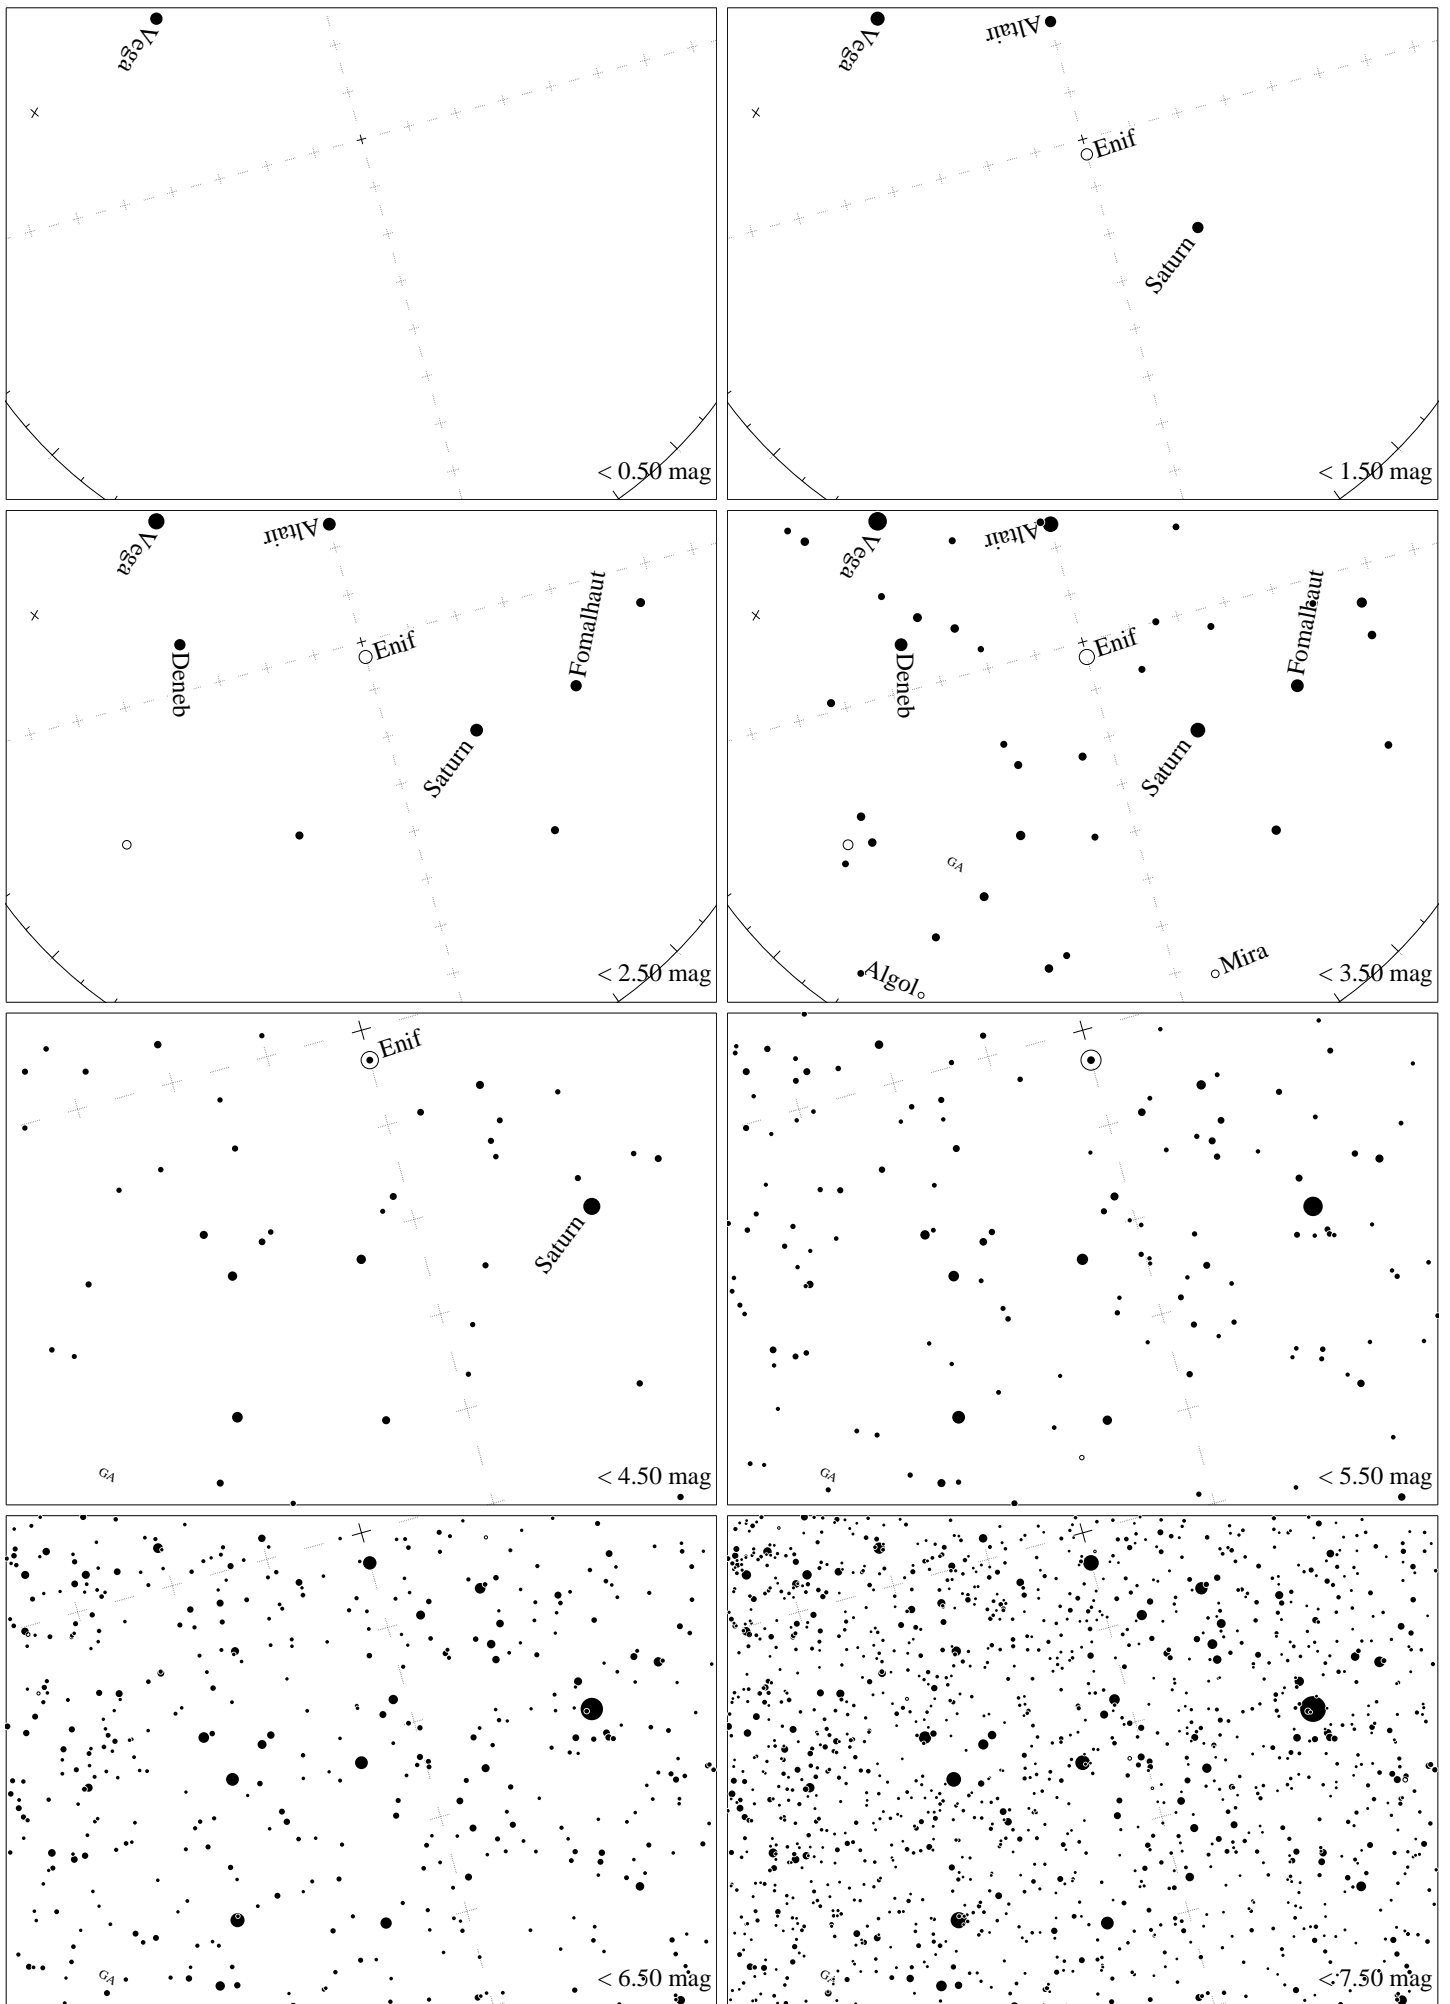 Vega
< 0.50 mag
Vega
Altair
Enif
Saturn
< 1.50 mag
Vega
Altair
Fomalhaut
Enif
Deneb
Saturn
< 2.50 mag
Vega
Altair
Fomalhaut
Enif
Deneb
Saturn
GA
Mira
Algol
< 3.50 mag
Enif
Saturn
GA
< 4.50 mag
GA
< 5.50 mag
GA
< 6.50 mag
GA
< 7.50 mag